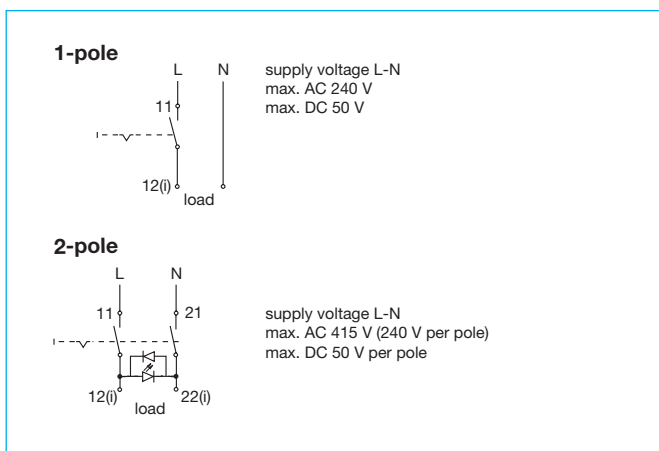 1-pole
L N
supply voltage L-N
max. AC 240 V
max. DC 50 V
11
12(i)
load
2-pole
L N
11 21
supply voltage L-N
max. AC 415 V (240 V per pole)
max. DC 50 V per pole
12(i) 22(i)
load